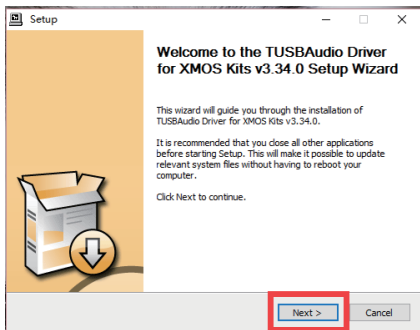 Setup
Welcome to the TUSBAudio Driver
for XMOS Kits v3.34.0 Setup Wizard
This wizard will guide you through the installation of
TUSBAudio Driver for XMOS Kits v3.34.0.
It is recommended that you close all other applications
before starting Setup. This will make it possible to update
relevant system files without having to reboot your
computer.
Click Next to continue.
Next >
Cancel